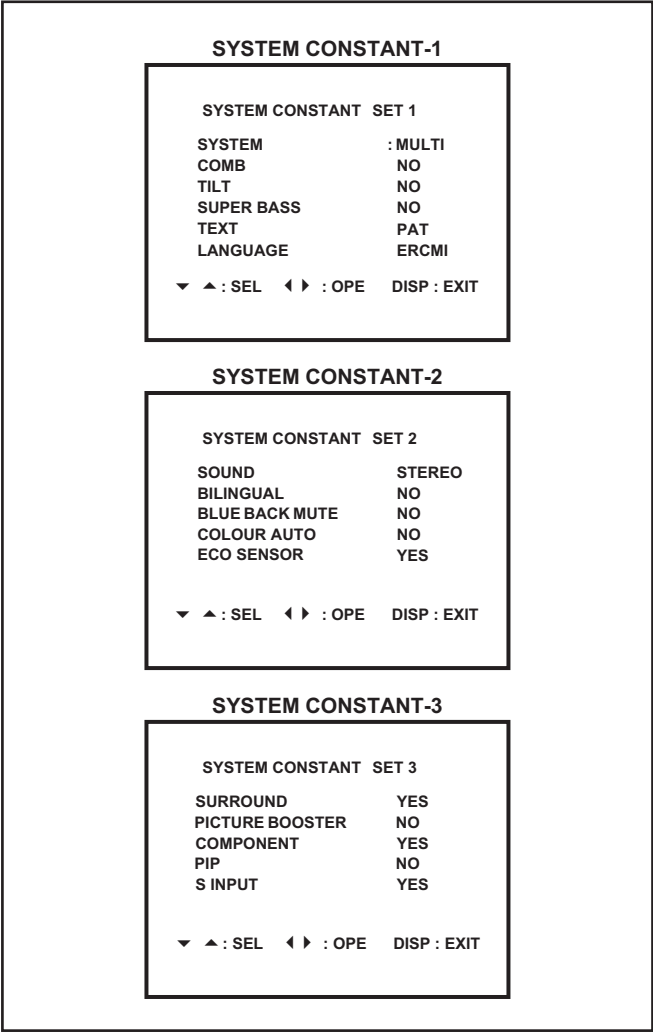 SYSTEM CONSTANT-1
SYSTEM CONSTANT SET 1
SYSTEM : MULTI
COMB NO
TILT NO
SUPER BASS NO
TEXT PAT
LANGUAGE ERCMI
▼ ▲ : SEL ◀ ▶ : OPE DISP : EXIT
SYSTEM CONSTANT-2
SYSTEM CONSTANT SET 2
SOUND STEREO
BILINGUAL NO
BLUE BACK MUTE NO
COLOUR AUTO NO
ECO SENSOR YES
▼ ▲ : SEL ◀ ▶ : OPE DISP : EXIT
SYSTEM CONSTANT-3
SYSTEM CONSTANT SET 3
SURROUND YES
PICTURE BOOSTER NO
COMPONENT YES
PIP NO
S INPUT YES
▼ ▲ : SEL ◀ ▶ : OPE DISP : EXIT